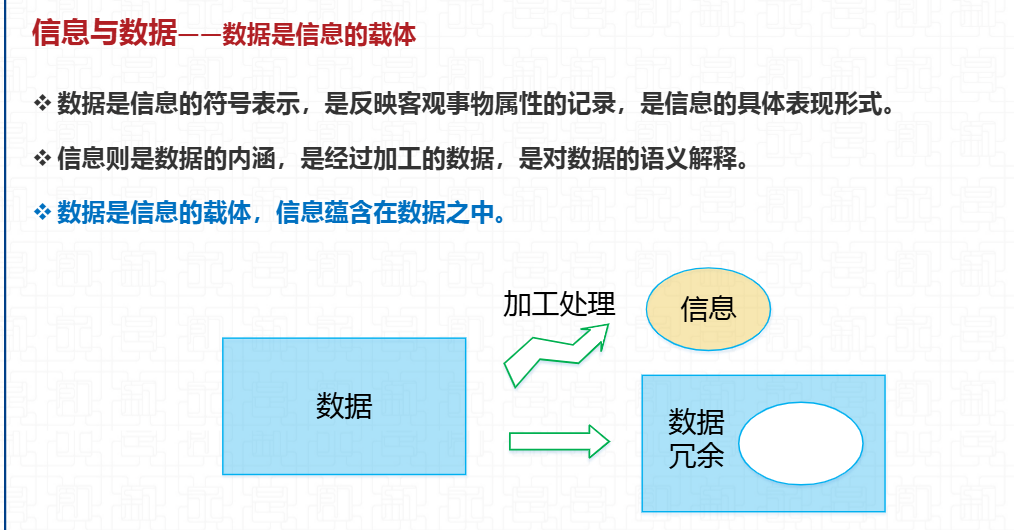 信息与数据——数据是信息的载体
数据是信息的符号表示，是反映客观事物属性的记录，是信息的具体表现形式。
信息则是数据的内涵，是经过加工的数据，是对数据的语义解释。
数据是信息的载体，信息蕴含在数据之中。
加工处理
信息
数据
数据
冗余